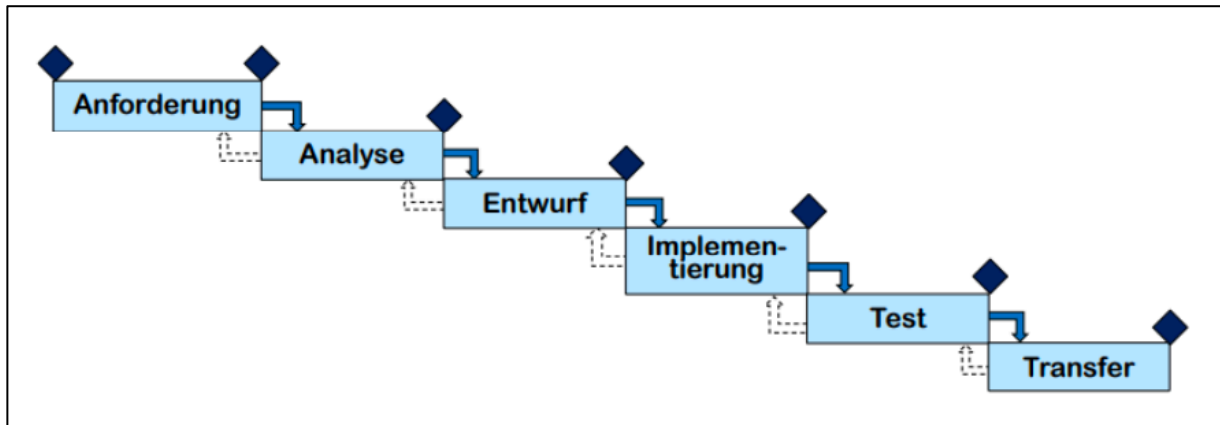 Anforderung
Analyse
Entwurf
Implemen-
tierung
Test
Transfer